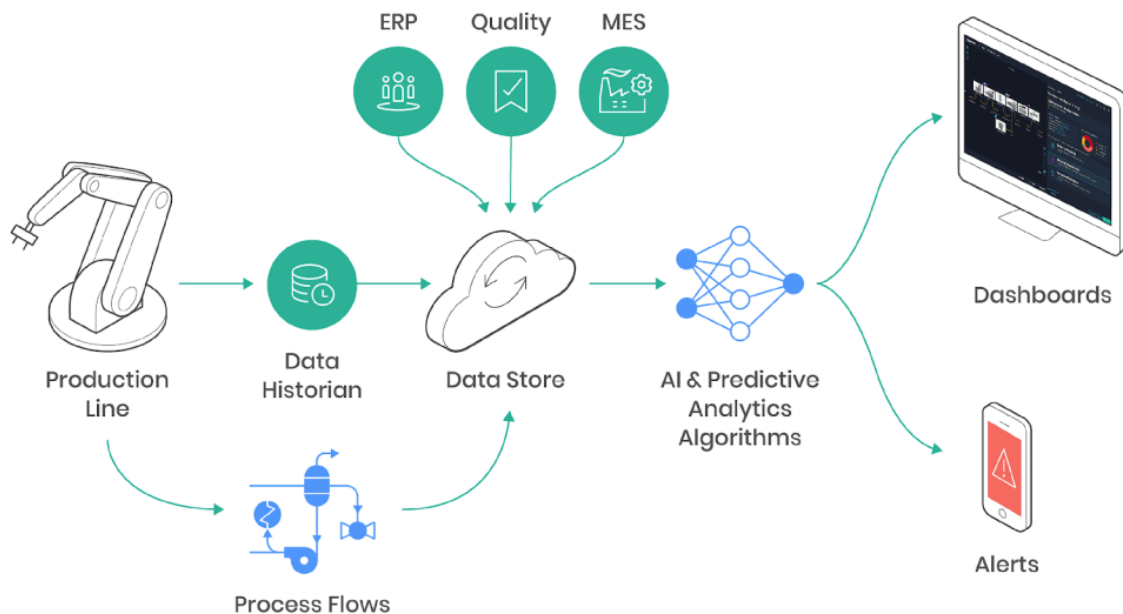 ERP
Quality
MES
Production
Line
Data
Historian
Data Store
AI & Predictive
Analytics
Algorithms
Dashboards
Process Flows
Alerts